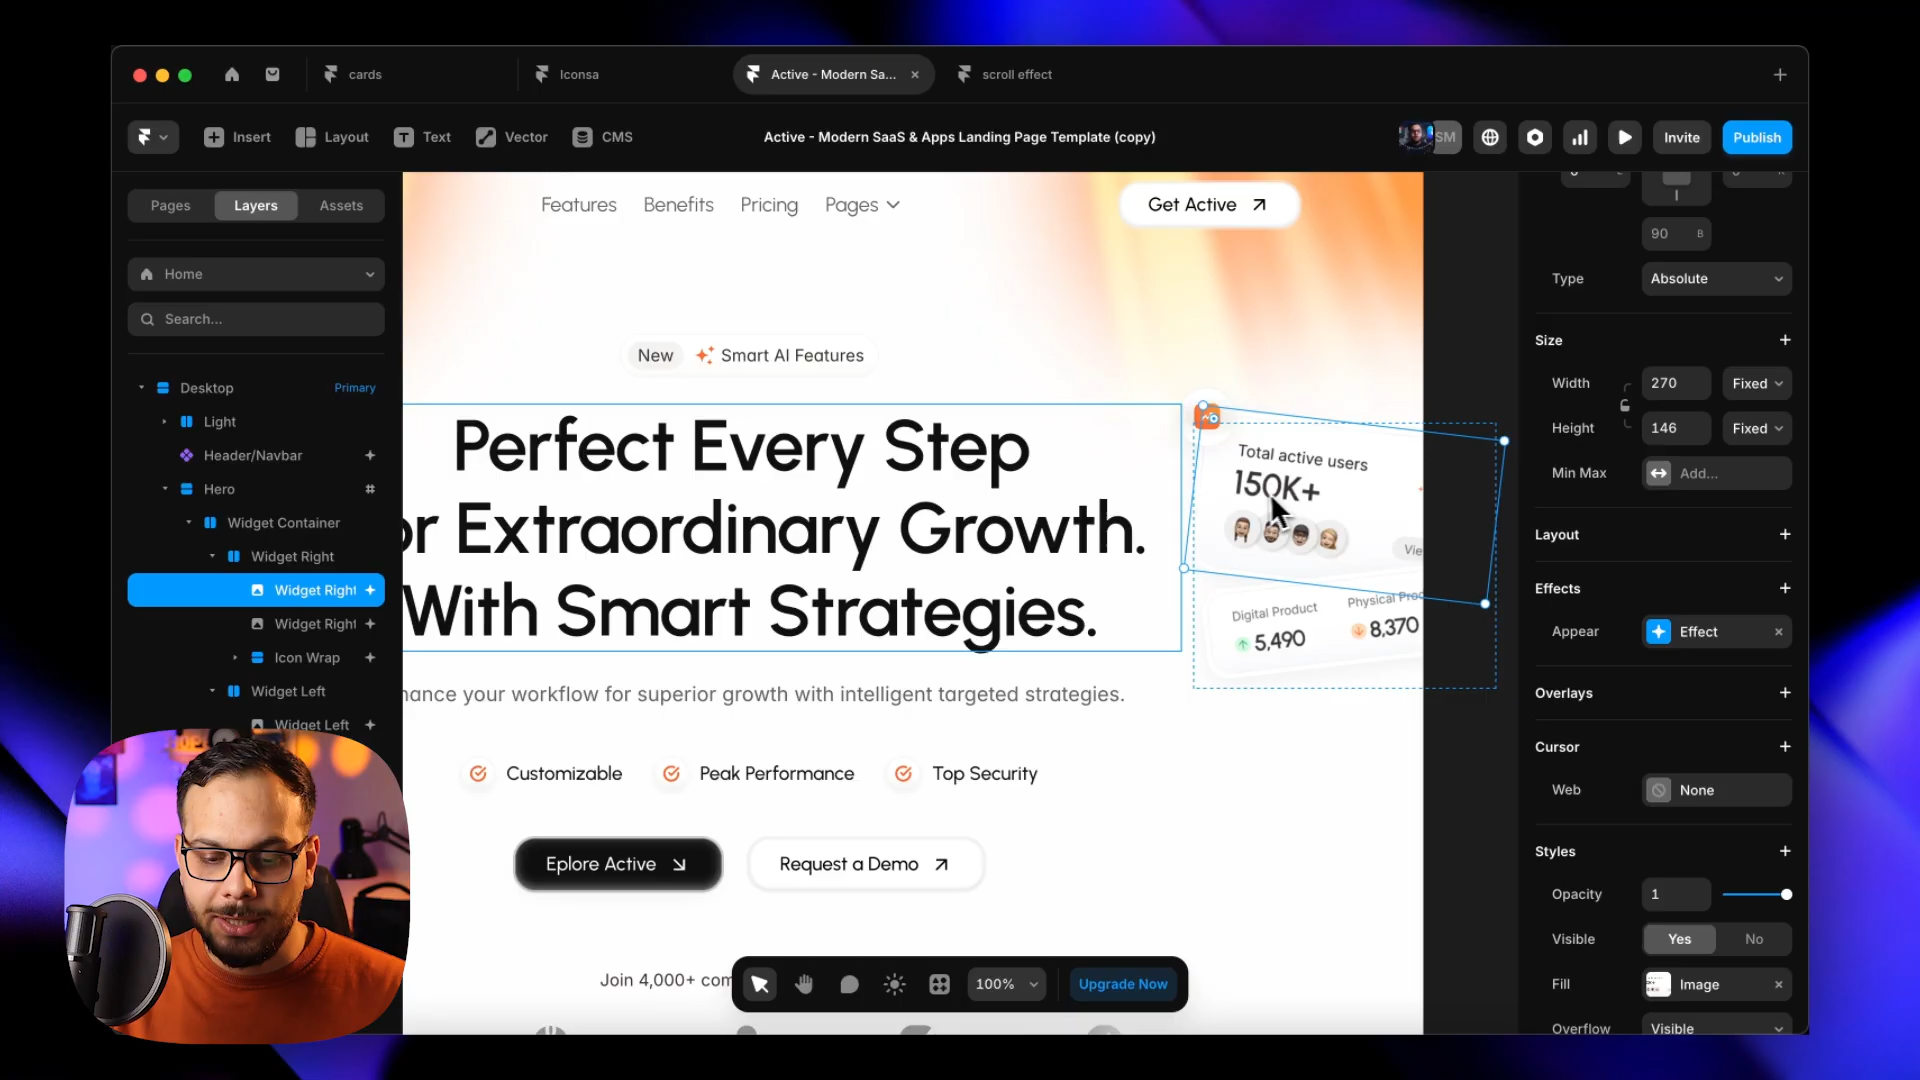 cards
Iconsa
Active - Modern Sa... ×
scroll effect
Insert
Layout
Text
Vector
CMS
Active - Modern SaaS & Apps Landing Page Template (copy)
SM
Invite
Publish
Pages
Layers
Assets
Home
Search...
Desktop
Primary
Light
Header/Navbar
Hero
Widget Container
Widget Right
Widget Right
Widget Right
Icon Wrap
Widget Left
Widget Left
Features
Benefits
Pricing
Pages
Get Active
New
Smart AI Features
Perfect Every Step
or Extraordinary Growth.
With Smart Strategies.
hance your workflow for superior growth with intelligent targeted strategies.
Customizable
Peak Performance
Top Security
Eplore Active
Request a Demo
Join 4,000+ com
Total active users
150K+
Vie
Digital Product
5,490
Physical Proc
8,370
100%
Upgrade Now
90
B
Type
Absolute
Size
Width
270
Fixed
Height
146
Fixed
Min Max
Add...
Layout
Effects
Appear
Effect
Overlays
Cursor
Web
None
Styles
Opacity
1
Visible
Yes
No
Fill
Image
Overflow
Visible